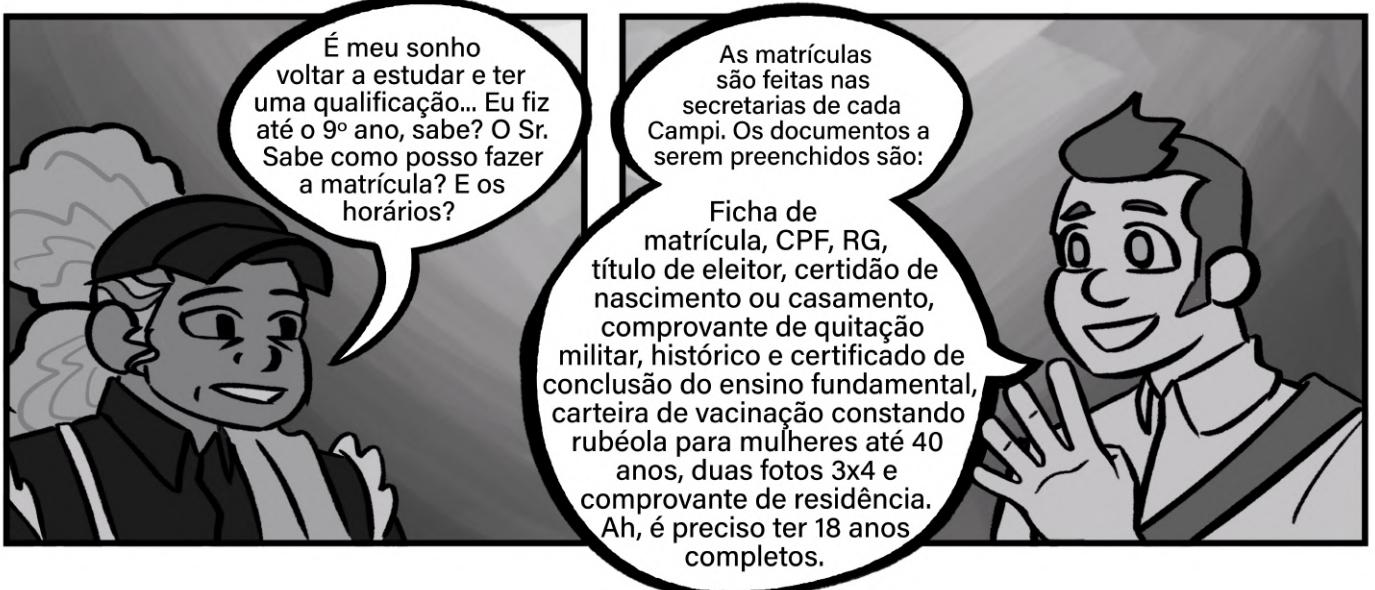 É meu sonho
voltar a estudar e ter
uma qualificação... Eu fiz
até o 9º ano, sabe? O Sr.
Sabe como posso fazer
a matrícula? E os
horários?
As matrículas
são feitas nas
secretarias de cada
Campi. Os documentos a
serem preenchidos são:
Ficha de
matrícula, CPF, RG,
título de eleitor, certidão de
nascimento ou casamento,
comprovante de quitação
militar, histórico e certificado de
conclusão do ensino fundamental,
carteira de vacinação constando
rubéola para mulheres até 40
anos, duas fotos 3x4 e
comprovante de residência.
Ah, é preciso ter 18 anos
completos.